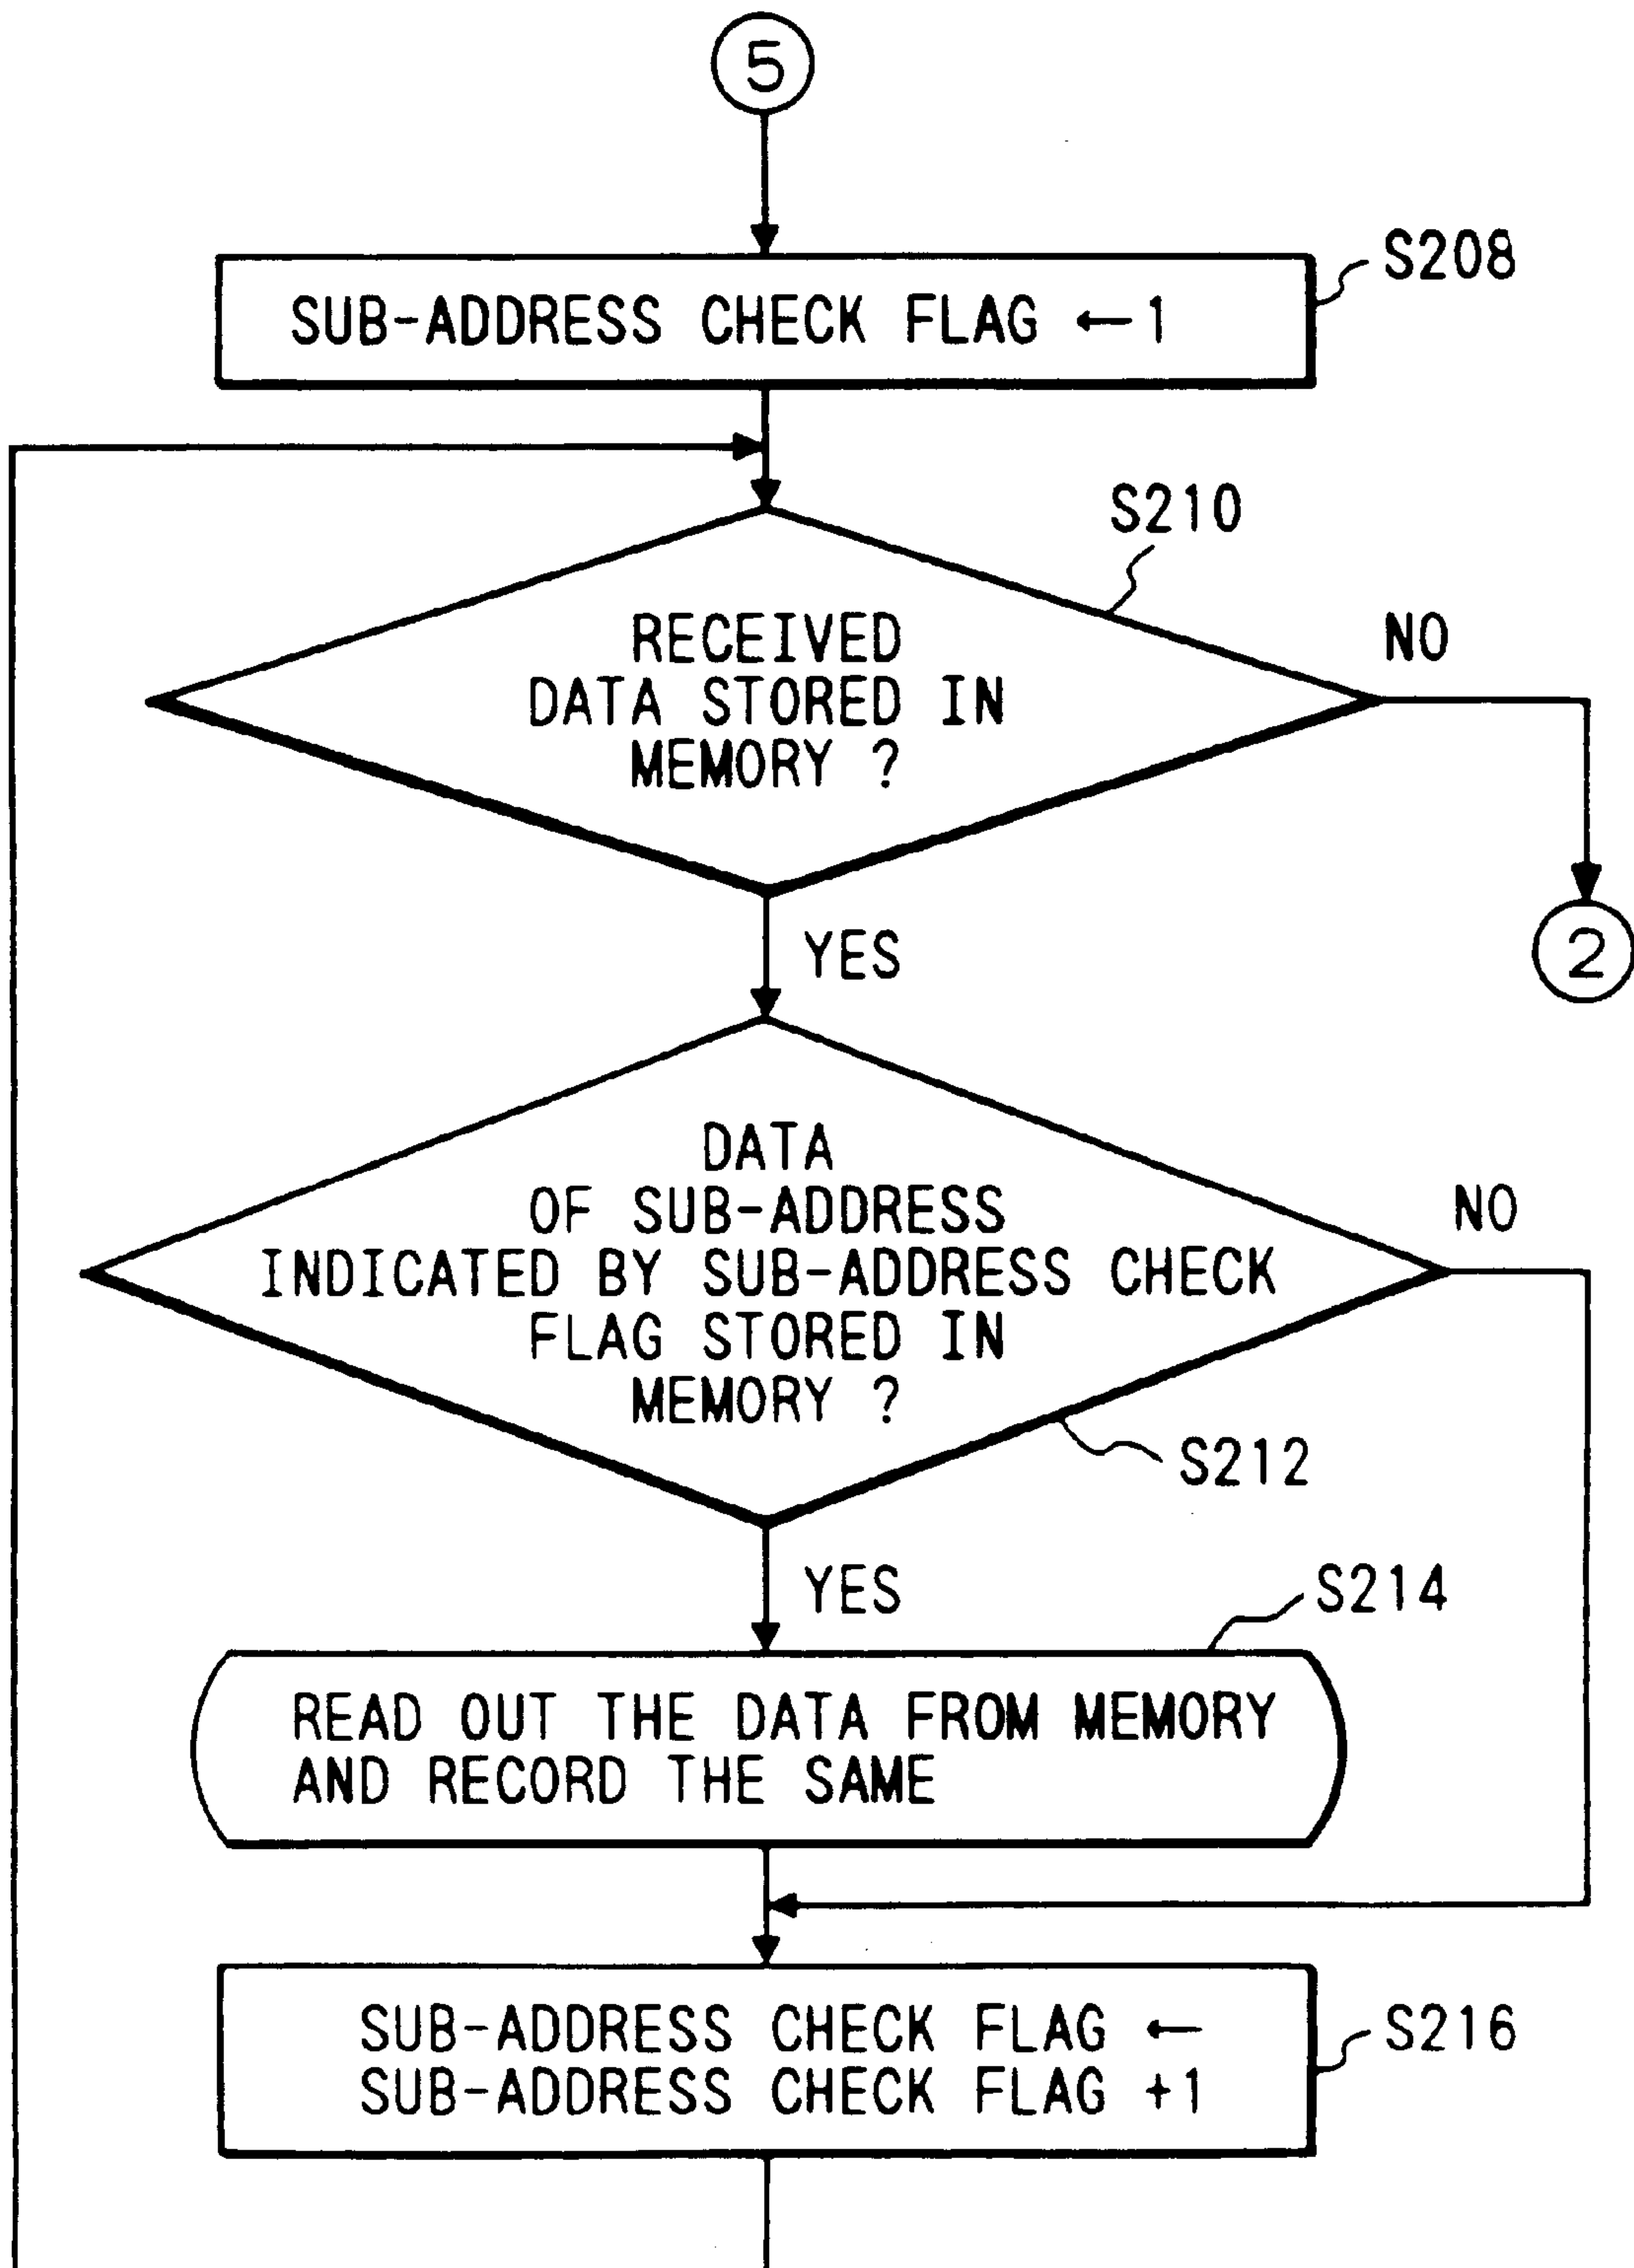 5
S208
SUB-ADDRESS CHECK FLAG ←1
S210
RECEIVED
DATA STORED IN
MEMORY ?
NO
YES
2
DATA
OF SUB-ADDRESS
INDICATED BY SUB-ADDRESS CHECK
FLAG STORED IN
MEMORY ?
NO
S212
YES
S214
READ OUT THE DATA FROM MEMORY
AND RECORD THE SAME
SUB-ADDRESS CHECK FLAG ←
SUB-ADDRESS CHECK FLAG +1
S216